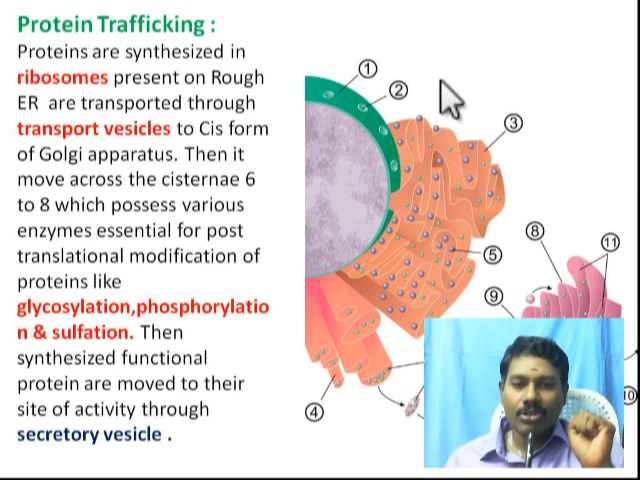 Protein Trafficking :
Proteins are synthesized in
ribosomes present on Rough
ER are transported through
transport vesicles to Cis form
of Golgi apparatus. Then it
move across the cisternae 6
to 8 which possess various
enzymes essential for post
translational modification of
proteins like
glycosylation,phosphorylatio
n & sulfation. Then
synthesized functional
protein are moved to their
site of activity through
secretory vesicle .
1
2
3
8
11
5
9
10
4